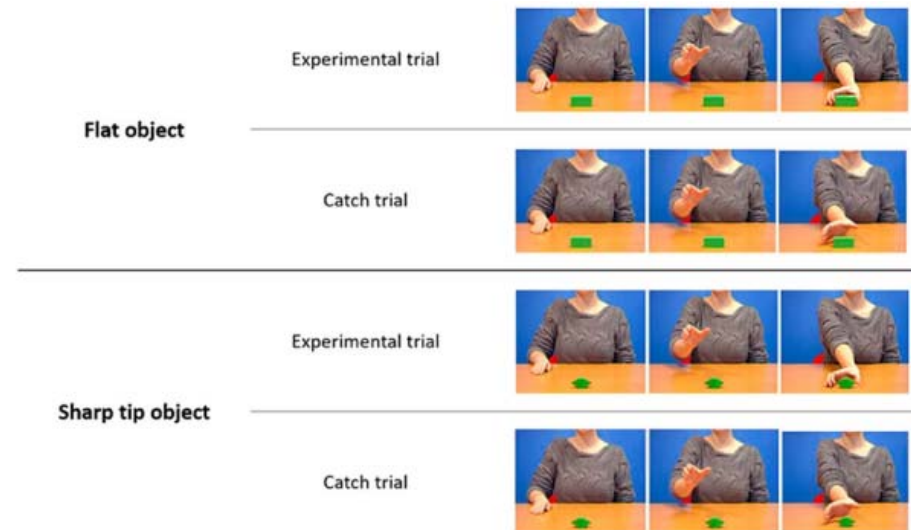 Experimental trial
Flat object
Catch trial
Experimental trial
Sharp tip object
Catch trial